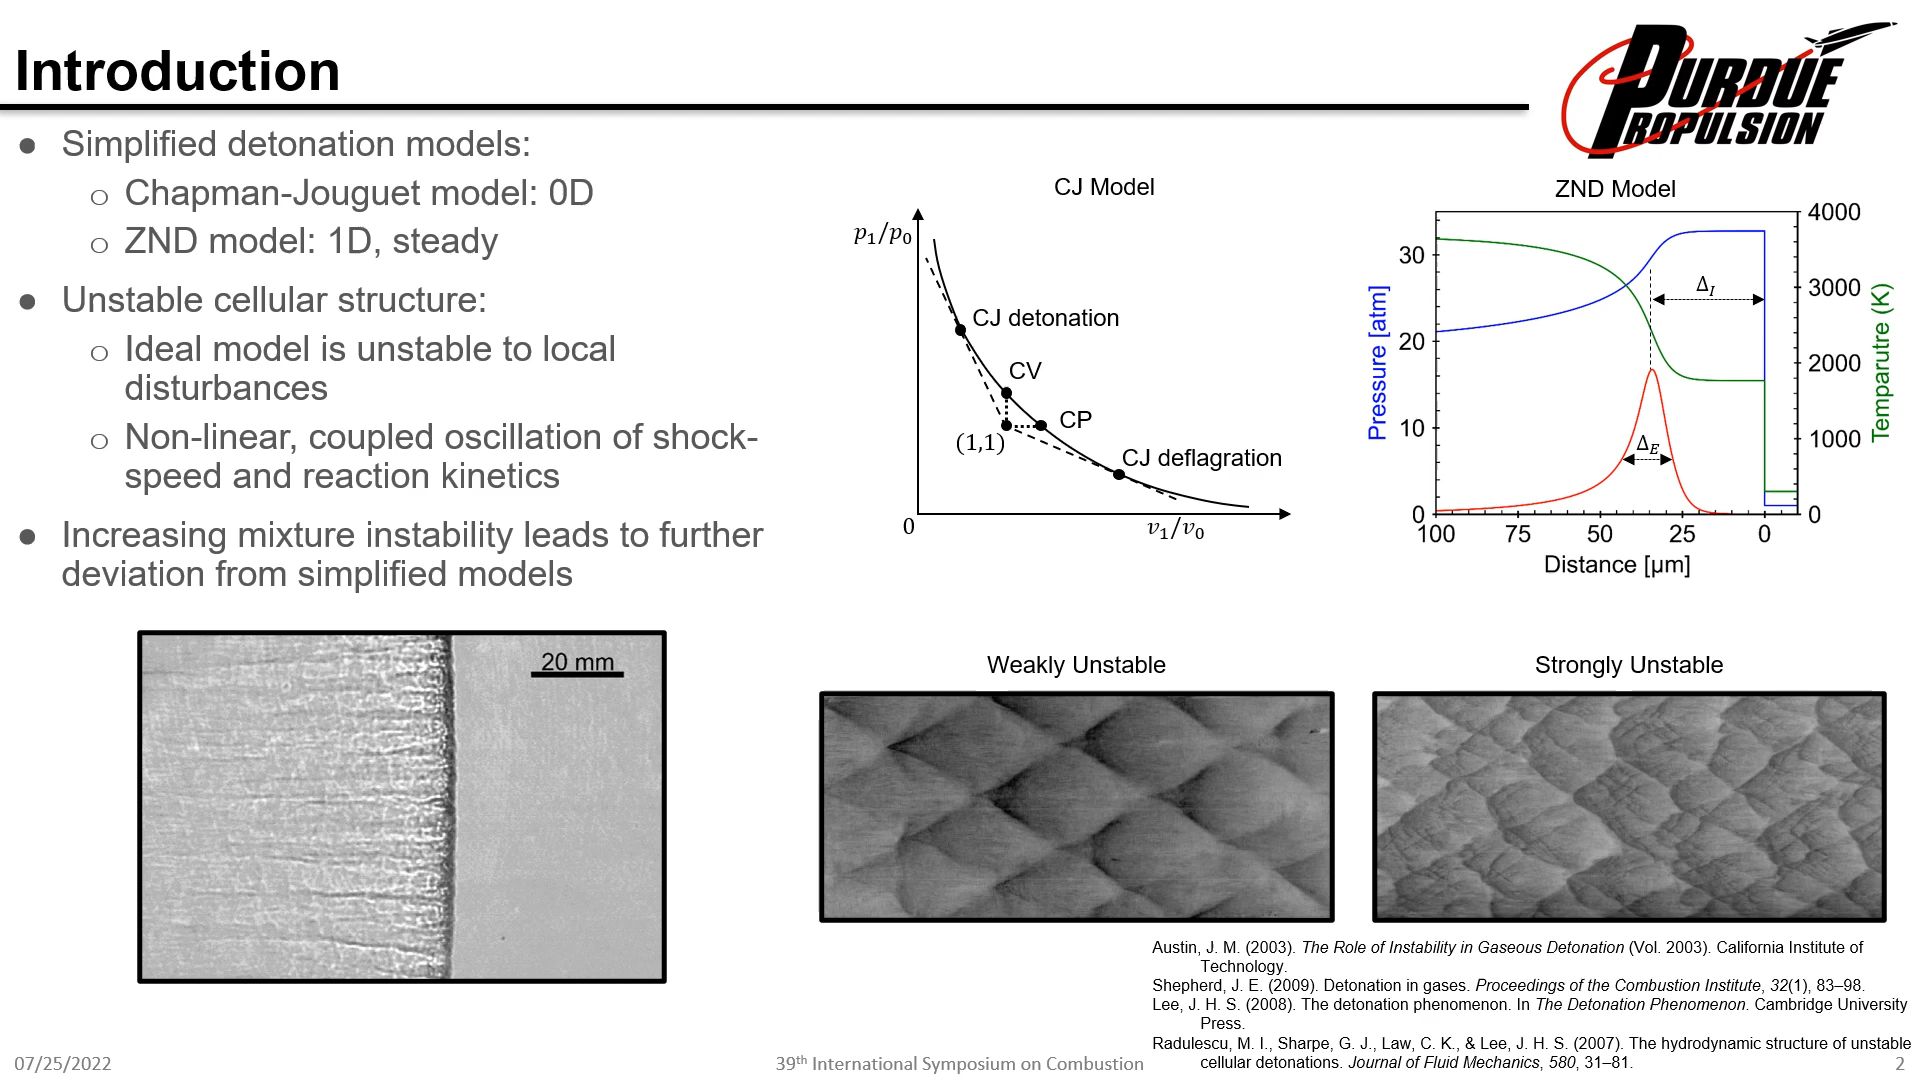 Introduction
PURDUE
PROPULSION
● Simplified detonation models:
o Chapman-Jouguet model: 0D
o ZND model: 1D, steady
● Unstable cellular structure:
o Ideal model is unstable to local
disturbances
o Non-linear, coupled oscillation of shock-
speed and reaction kinetics
● Increasing mixture instability leads to further
deviation from simplified models
CJ Model
p₁/p₀
CJ detonation
CV
CP
(1,1)
CJ deflagration
0
v₁/v₀
ZND Model
4000
3000
2000
1000
0
30
20
10
0
Pressure [atm]
Temparutre (K)
Δ_I
Δ_E
100 75 50 25 0
Distance [µm]
20 mm
Weakly Unstable
Strongly Unstable
Austin, J. M. (2003). The Role of Instability in Gaseous Detonation (Vol. 2003). California Institute of
Technology.
Shepherd, J. E. (2009). Detonation in gases. Proceedings of the Combustion Institute, 32(1), 83–98.
Lee, J. H. S. (2008). The detonation phenomenon. In The Detonation Phenomenon. Cambridge University
Press.
Radulescu, M. I., Sharpe, G. J., Law, C. K., & Lee, J. H. S. (2007). The hydrodynamic structure of unstable
cellular detonations. Journal of Fluid Mechanics, 580, 31–81.
07/25/2022
39th International Symposium on Combustion
2